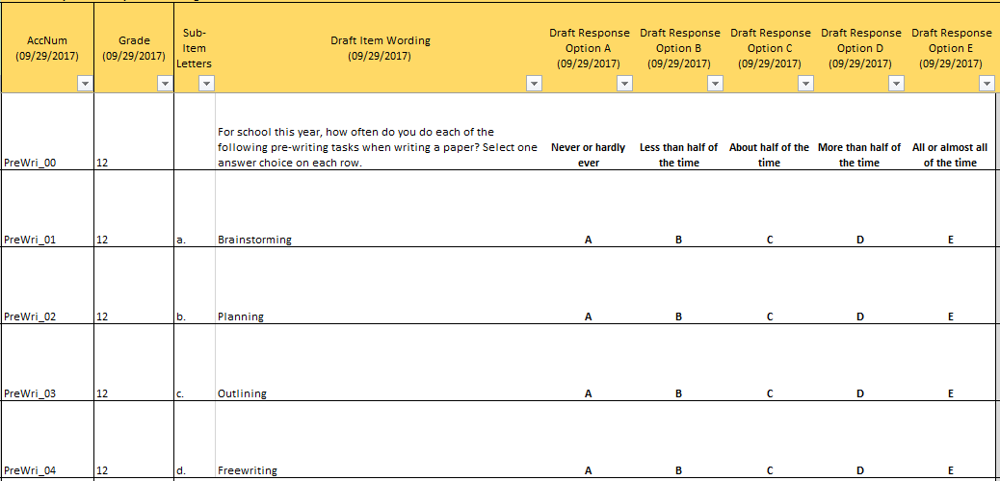 AccNum
(09/29/2017)
Grade
(09/29/2017)
Sub-
Item
Letters
Draft Item Wording
(09/29/2017)
Draft Response
Option A
(09/29/2017)
Draft Response
Option B
(09/29/2017)
Draft Response
Option C
(09/29/2017)
Draft Response
Option D
(09/29/2017)
Draft Response
Option E
(09/29/2017)
PreWri_00
12
For school this year, how often do you do each of the
following pre-writing tasks when writing a paper? Select one
answer choice on each row.
Never or hardly
ever
Less than half of
the time
About half of the
time
More than half of
the time
All or almost all
of the time
PreWri_01 12 a. Brainstorming A B C D E
PreWri_02 12 b. Planning A B C D E
PreWri_03 12 c. Outlining A B C D E
PreWri_04 12 d. Freewriting A B C D E